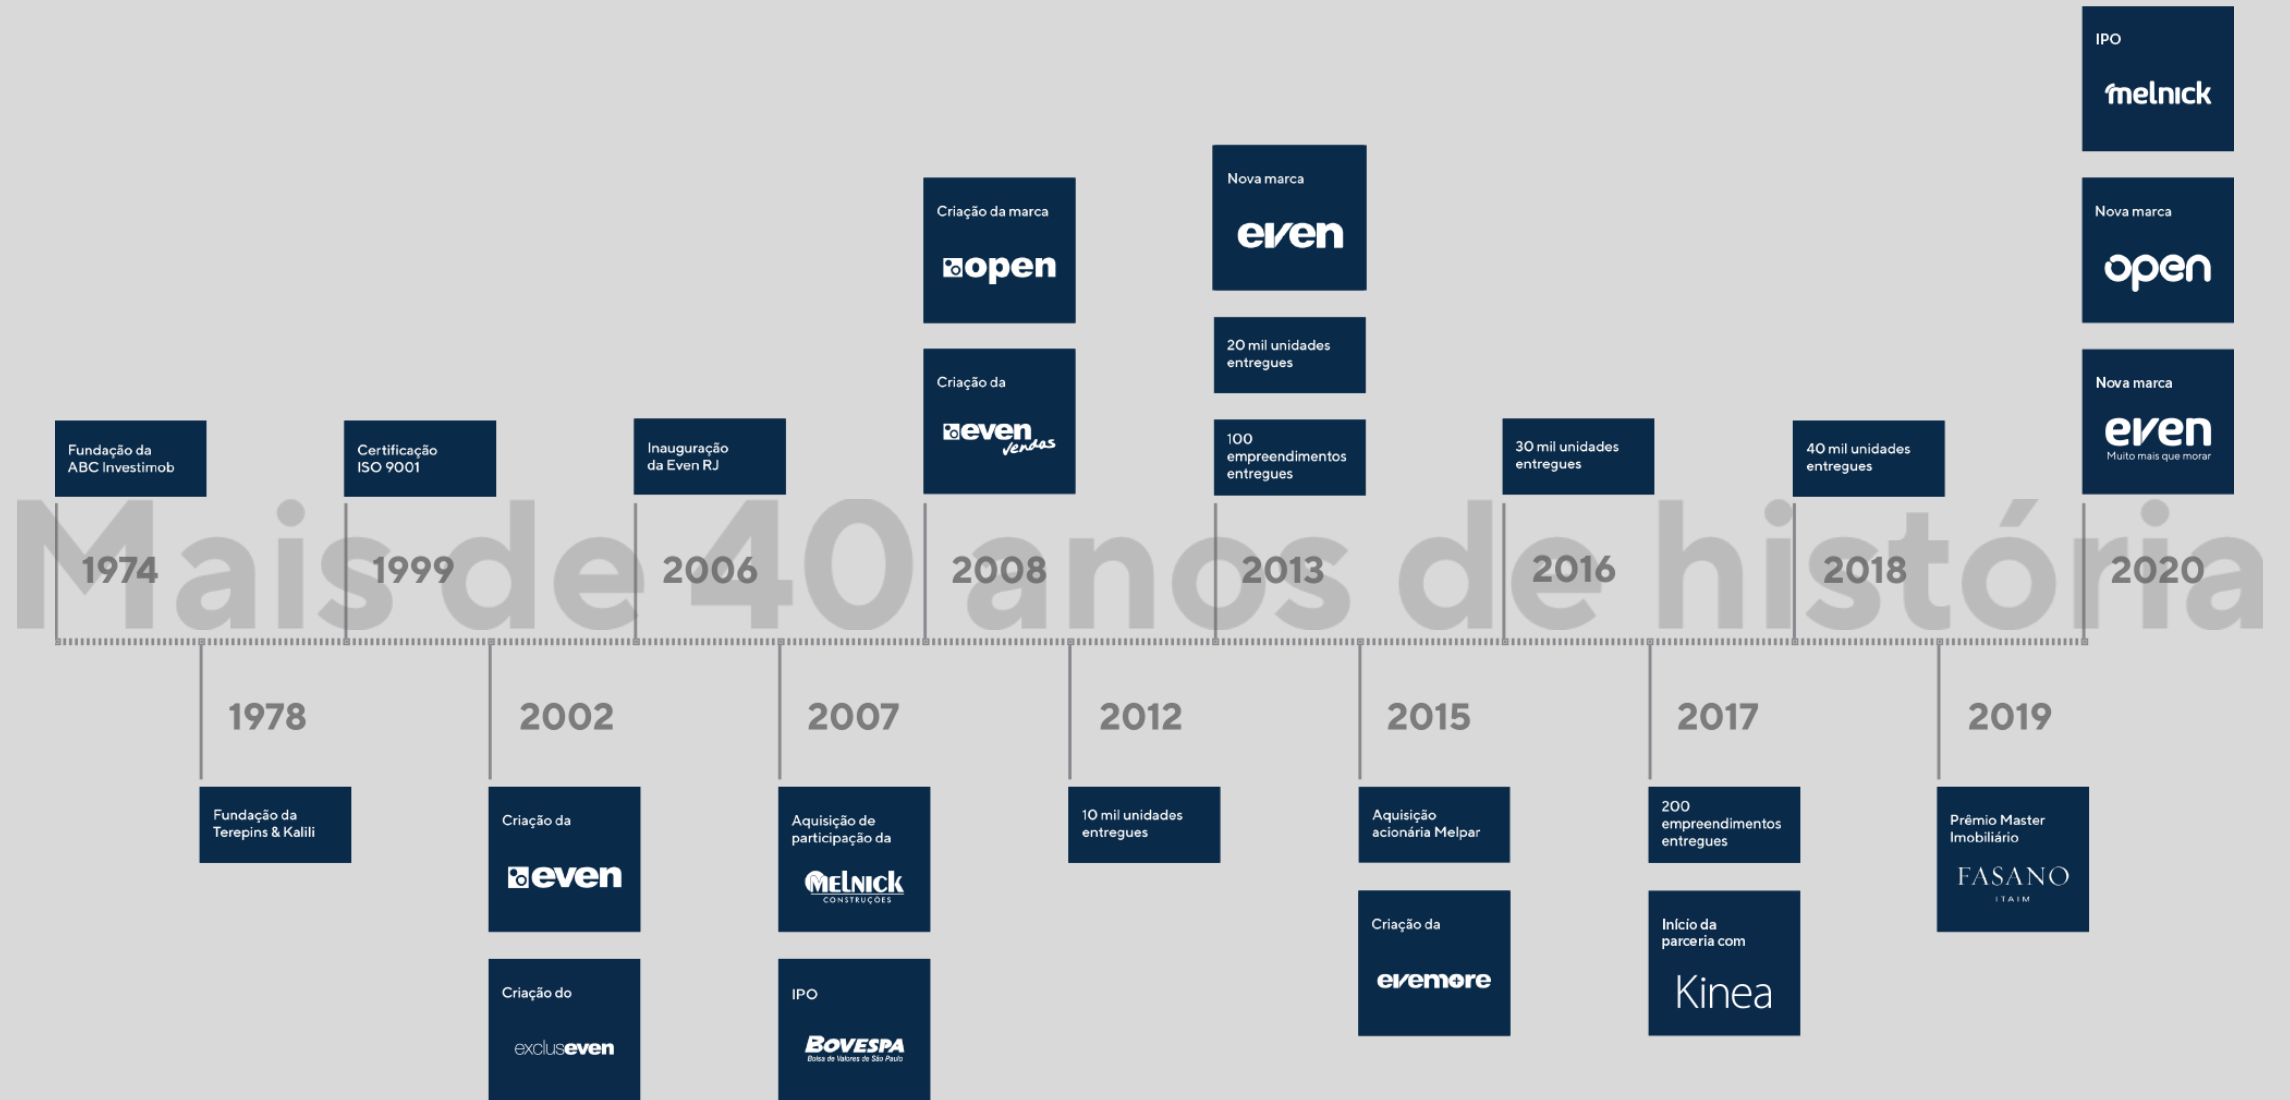 Mais de 40 anos de história
1974
Fundação da
ABC Investimob
1978
Fundação da
Terepins & Kalili
1999
Certificação
ISO 9001
2002
Criação da
even
Criação do
excluseven
2006
Inauguração
da Even RJ
2007
Aquisição de
participação da
MELNICK
CONSTRUÇÕES
IPO
BOVESPA
Bolsa de Valores de São Paulo
2008
Criação da marca
open
Criação da
even
vendas
2012
10 mil unidades
entregues
2013
Nova marca
even
20 mil unidades
entregues
100
empreendimentos
entregues
2015
Aquisição
acionária Melpar
Criação da
evemore
2016
30 mil unidades
entregues
2017
200
empreendimentos
entregues
Início da
parceria com
Kinea
2018
40 mil unidades
entregues
2019
Prêmio Master
Imobiliário
FASANO
ITAIM
2020
IPO
melnick
Nova marca
open
Nova marca
even
Muito mais que morar